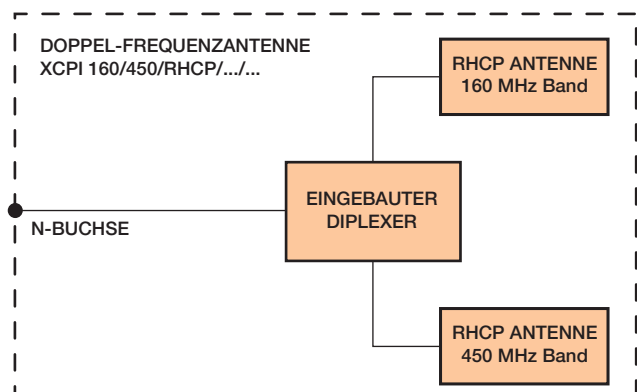 DOPPEL-FREQUENZANTENNE
XCPI 160/450/RHCP/.../...
RHCP ANTENNE
160 MHz Band
EINGEBAUTER
DIPLEXER
N-BUCHSE
RHCP ANTENNE
450 MHz Band